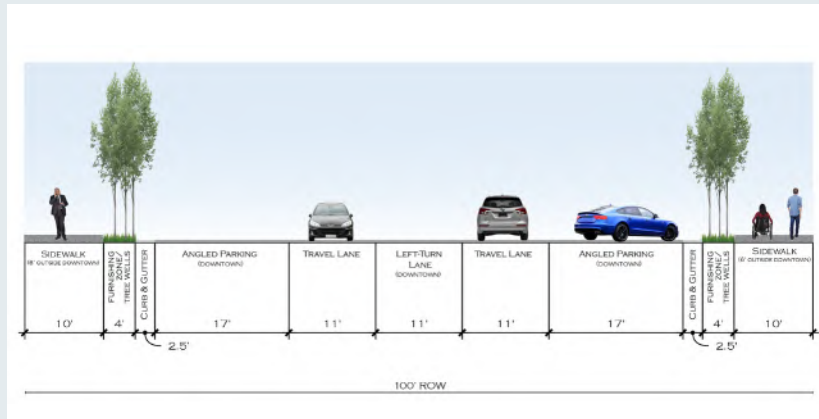 SIDEWALK
(8' OUTSIDE DOWNTOWN)
FURNISHING
ZONE/
TREE WELLS
CURB & GUTTER
ANGLED PARKING
(DOWNTOWN)
TRAVEL LANE
LEFT-TURN
LANE
(DOWNTOWN)
TRAVEL LANE
ANGLED PARKING
(DOWNTOWN)
CURB & GUTTER
FURNISHING
ZONE/
TREE WELLS
SIDEWALK
OUTSIDE DOWNTOWN)
10'
4'
17'
11'
11'
11'
17'
4'
10'
2.5'
2.5'
100' ROW